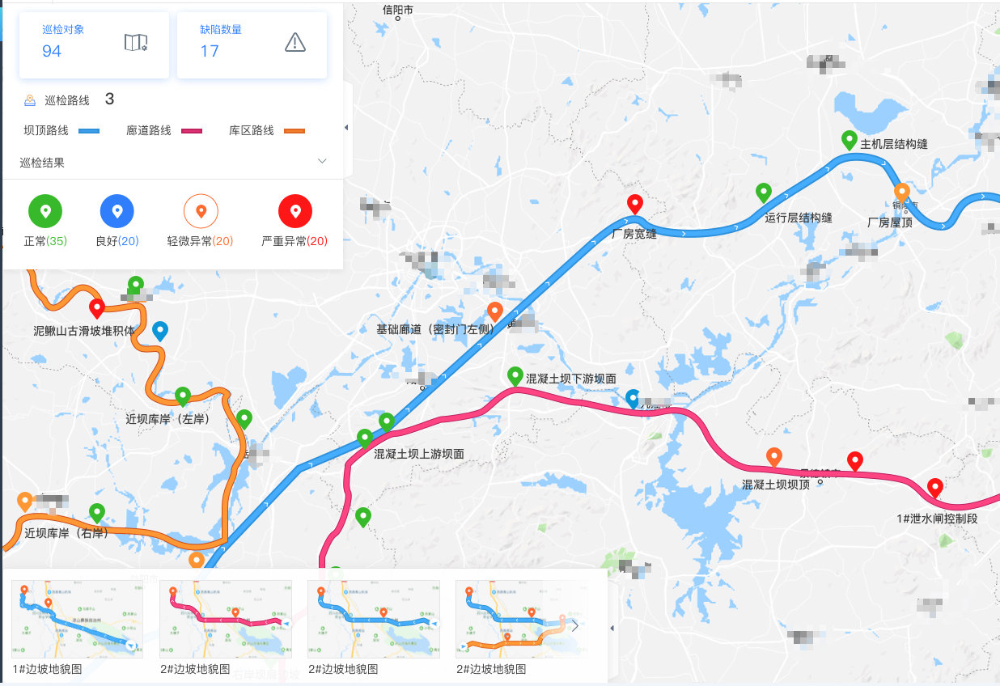 信阳市
巡检对象
94
缺陷数量
17
巡检路线 3
坝顶路线
廊道路线
库区路线
巡检结果
正常(35)
良好(20)
轻微异常(20)
严重异常(20)
主机层结构缝
运行层结构缝
厂房屋顶
厂房宽缝
泥鳅山古滑坡堆积体
基础廊道（密封门左侧）
混凝土坝下游坝面
近坝库岸（左岸）
混凝土坝上游坝面
混凝土坝坝顶
1#泄水闸控制段
近坝库岸（右岸）
1#边坡地貌图
2#边坡地貌图
2#边坡地貌图
2#边坡地貌图